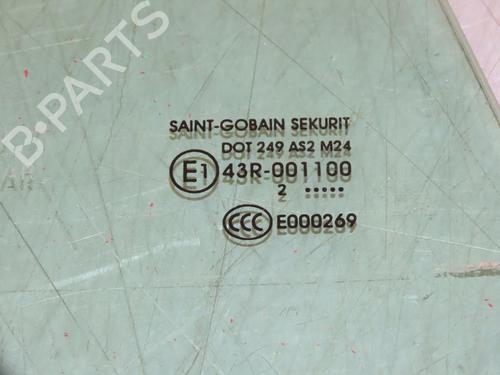 B·PARTS
SAINT-GOBAIN SEKURIT
DOT 249 AS2 M24
E1 43R-001100
2 .....
CCC E000269